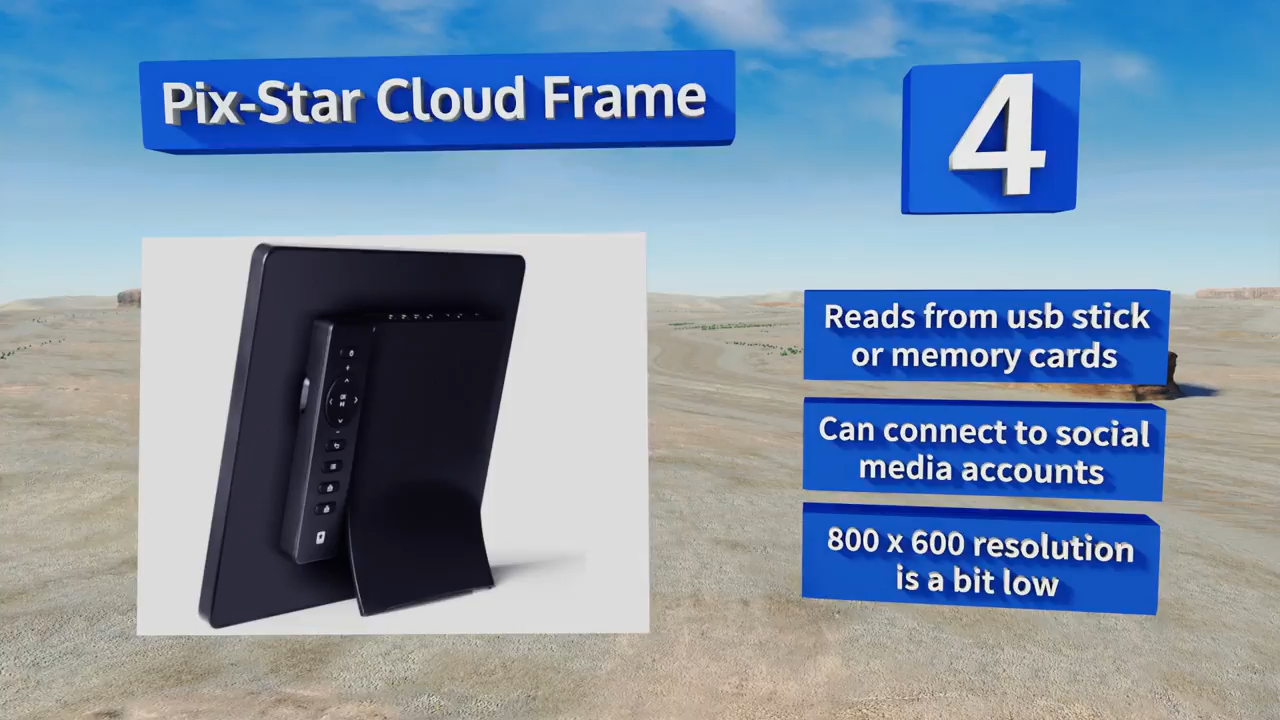 Pix-Star Cloud Frame
4
Reads from usb stick
or memory cards
Can connect to social
media accounts
800 x 600 resolution
is a bit low